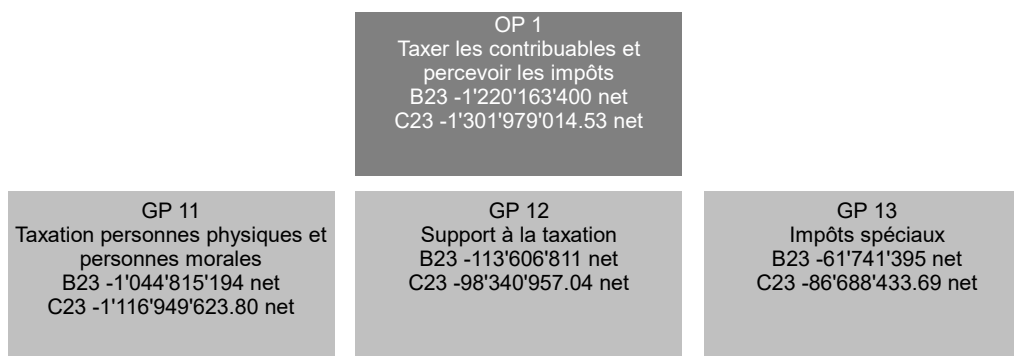 OP 1
Taxer les contribuables et
percevoir les impôts
B23 -1'220'163'400 net
C23 -1'301'979'014.53 net
GP 11
Taxation personnes physiques et
personnes morales
B23 -1'044'815'194 net
C23 -1'116'949'623.80 net
GP 12
Support à la taxation
B23 -113'606'811 net
C23 -98'340'957.04 net
GP 13
Impôts spéciaux
B23 -61'741'395 net
C23 -86'688'433.69 net